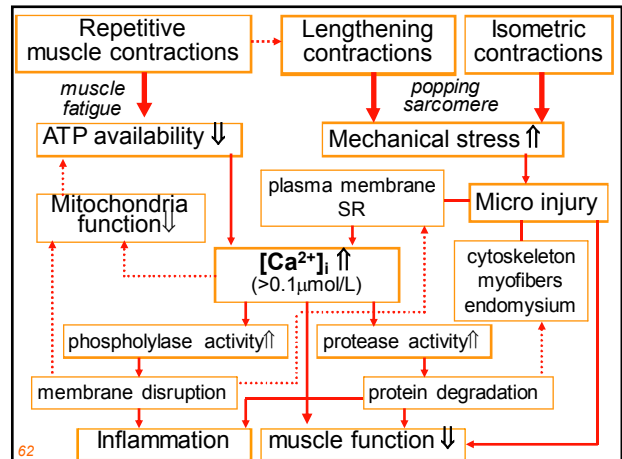 Repetitive
muscle contractions
Lengthening
contractions
Isometric
contractions
muscle
fatigue
popping
sarcomere
ATP availability ⇓
Mechanical stress ⇑
plasma membrane
SR
Mitochondria
function⇓
Micro injury
[Ca²⁺]ᵢ ⇑
(>0.1μmol/L)
cytoskeleton
myofibers
endomysium
phospholylase activity⇑
protease activity⇑
membrane disruption
protein degradation
Inflammation
muscle function ⇓
62